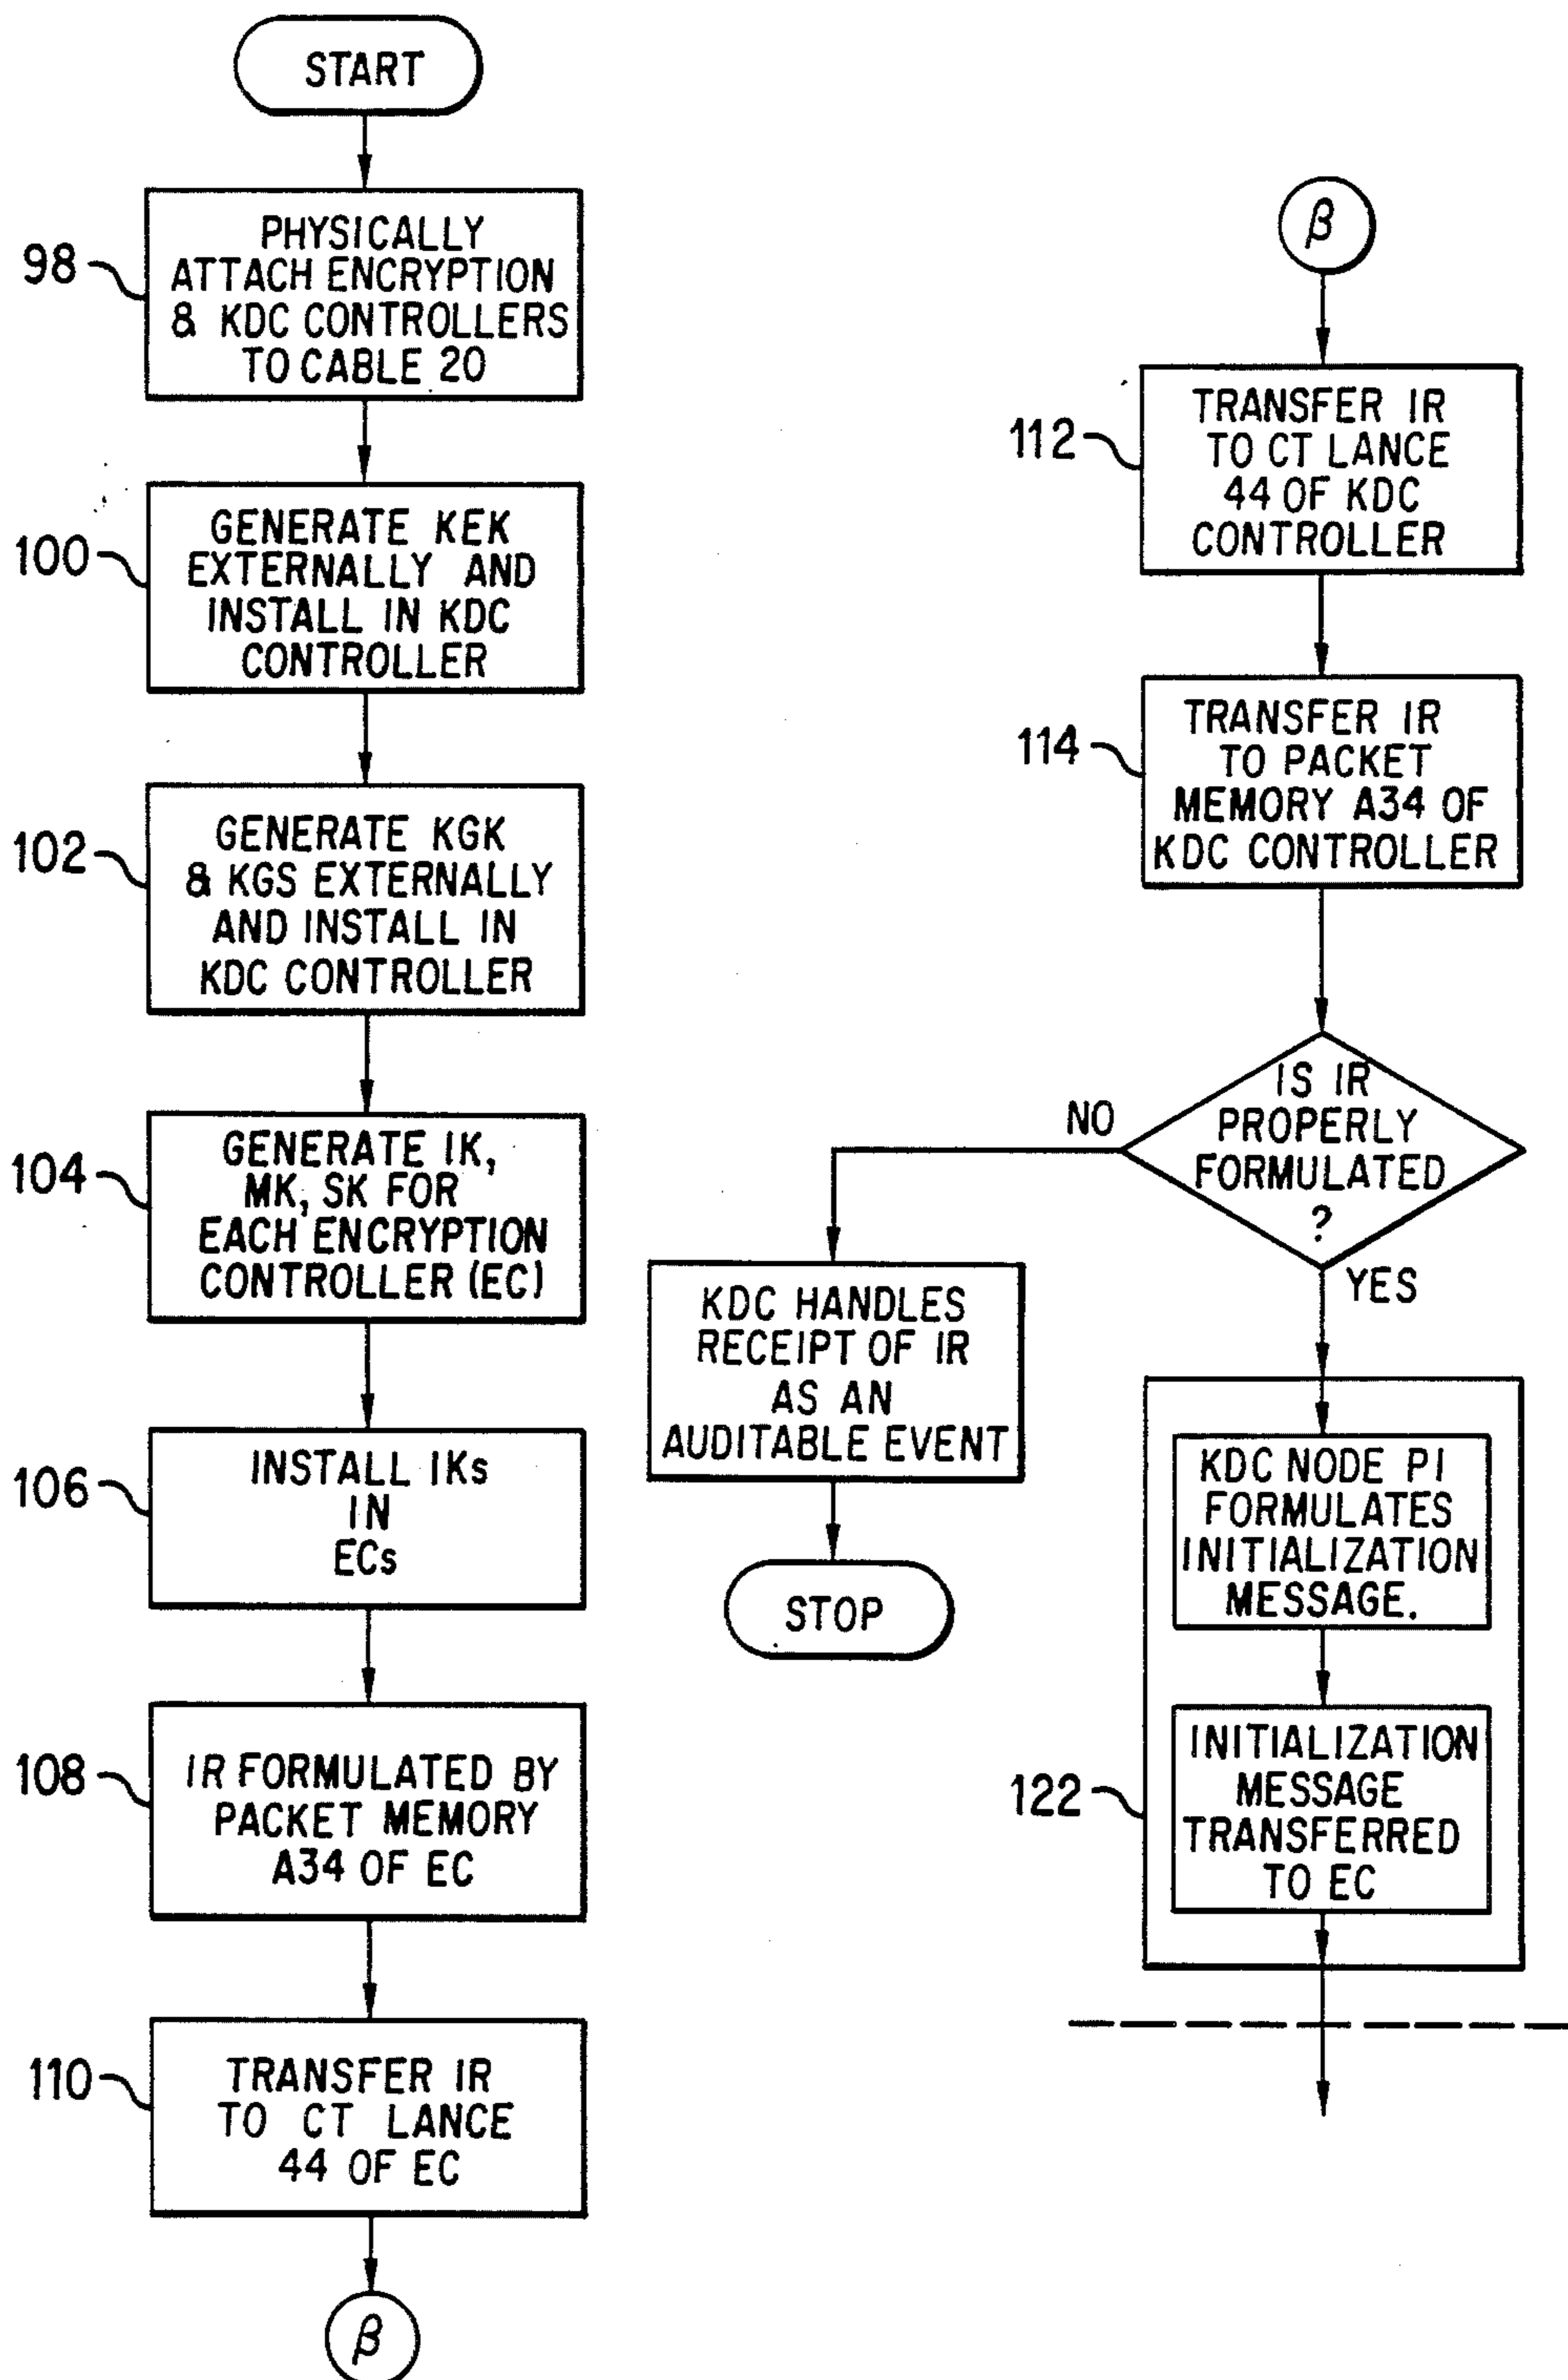 START
98
PHYSICALLY
ATTACH ENCRYPTION
& KDC CONTROLLERS
TO CABLE 20
100
GENERATE KEK
EXTERNALLY AND
INSTALL IN KDC
CONTROLLER
102
GENERATE KGK
& KGS EXTERNALLY
AND INSTALL IN
KDC CONTROLLER
104
GENERATE IK,
MK, SK FOR
EACH ENCRYPTION
CONTROLLER (EC)
106
INSTALL IKs
IN
ECs
108
IR FORMULATED BY
PACKET MEMORY
A34 OF EC
110
TRANSFER IR
TO CT LANCE
44 OF EC
β
β
112
TRANSFER IR
TO CT LANCE
44 OF KDC
CONTROLLER
114
TRANSFER IR
TO PACKET
MEMORY A34 OF
KDC CONTROLLER
IS IR
PROPERLY
FORMULATED
?
NO
KDC HANDLES
RECEIPT OF IR
AS AN
AUDITABLE EVENT
STOP
YES
KDC NODE PI
FORMULATES
INITIALIZATION
MESSAGE.
122
INITIALIZATION
MESSAGE
TRANSFERRED
TO EC